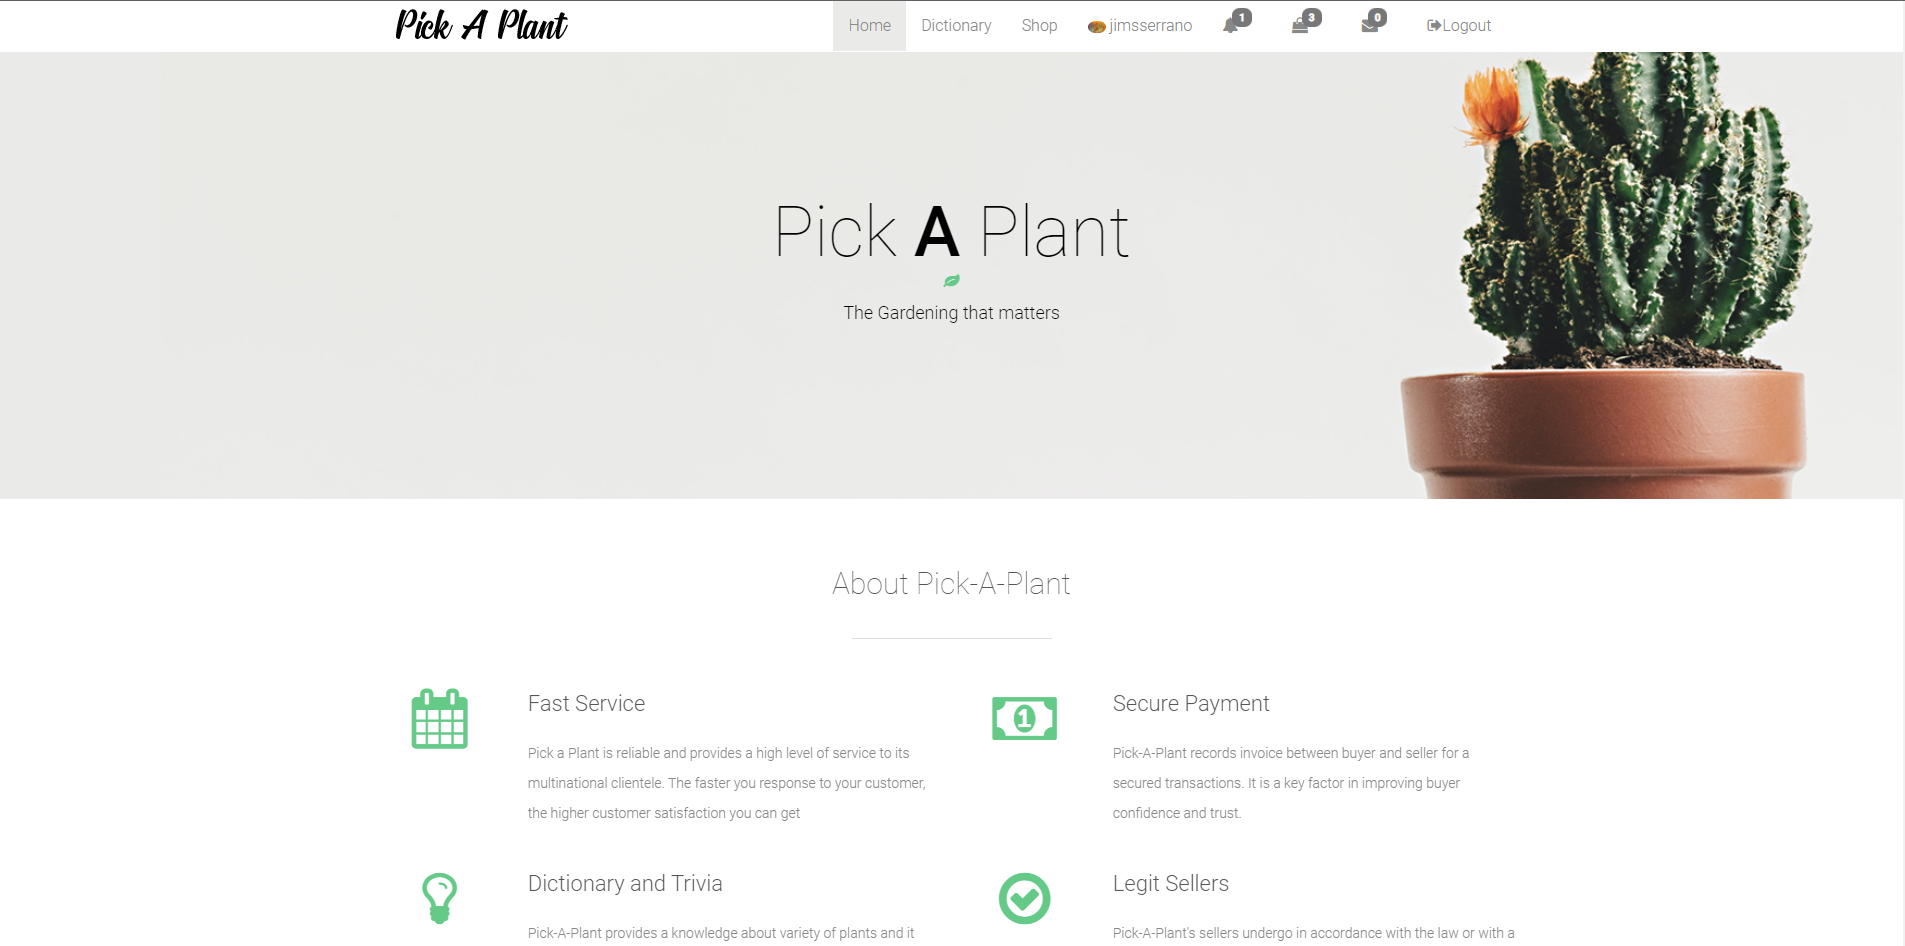 Pick A Plant
Home Dictionary Shop jimsserrano 1 3 0 Logout
Pick A Plant
The Gardening that matters
About Pick-A-Plant
Fast Service
Pick a Plant is reliable and provides a high level of service to its
multinational clientele. The faster you response to your customer,
the higher customer satisfaction you can get
1
Secure Payment
Pick-A-Plant records invoice between buyer and seller for a
secured transactions. It is a key factor in improving buyer
confidence and trust.
Dictionary and Trivia
Pick-A-Plant provides a knowledge about variety of plants and it
Legit Sellers
Pick-A-Plant's sellers undergo in accordance with the law or with a